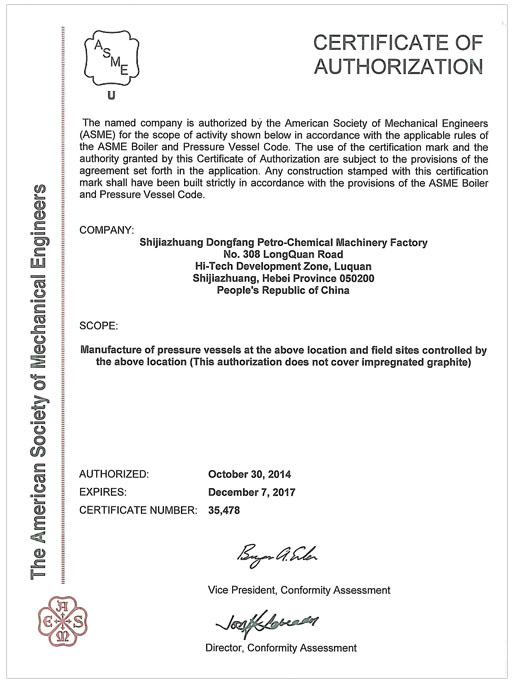 ASME
U
CERTIFICATE OF
AUTHORIZATION
The named company is authorized by the American Society of Mechanical Engineers
(ASME) for the scope of activity shown below in accordance with the applicable rules of
the ASME Boiler and Pressure Vessel Code. The use of the certification mark and the
authority granted by this Certificate of Authorization are subject to the provisions of the
agreement set forth in the application. Any construction stamped with this certification
mark shall have been built strictly in accordance with the provisions of the ASME Boiler
and Pressure Vessel Code.
COMPANY:
Shijiazhuang Dongfang Petro-Chemical Machinery Factory
No. 308 LongQuan Road
Hi-Tech Development Zone, Luquan
Shijiazhuang, Hebei Province 050200
People's Republic of China
SCOPE:
Manufacture of pressure vessels at the above location and field sites controlled by
the above location (This authorization does not cover impregnated graphite)
AUTHORIZED: October 30, 2014
EXPIRES: December 7, 2017
CERTIFICATE NUMBER: 35,478
Vice President, Conformity Assessment
Director, Conformity Assessment
The American Society of Mechanical Engineers
ASME